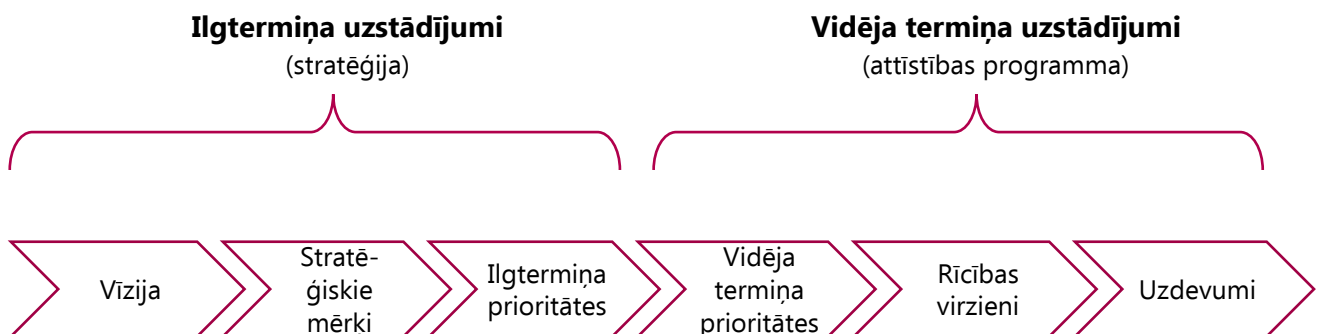 Ilgtermiņa uzstādījumi
(stratēģija)
Vidēja termiņa uzstādījumi
(attīstības programma)
Vīzija
Stratē-
ģiskie
mērķi
Ilgtermiņa
prioritātes
Vidēja
termiņa
prioritātes
Rīcības
virzieni
Uzdevumi